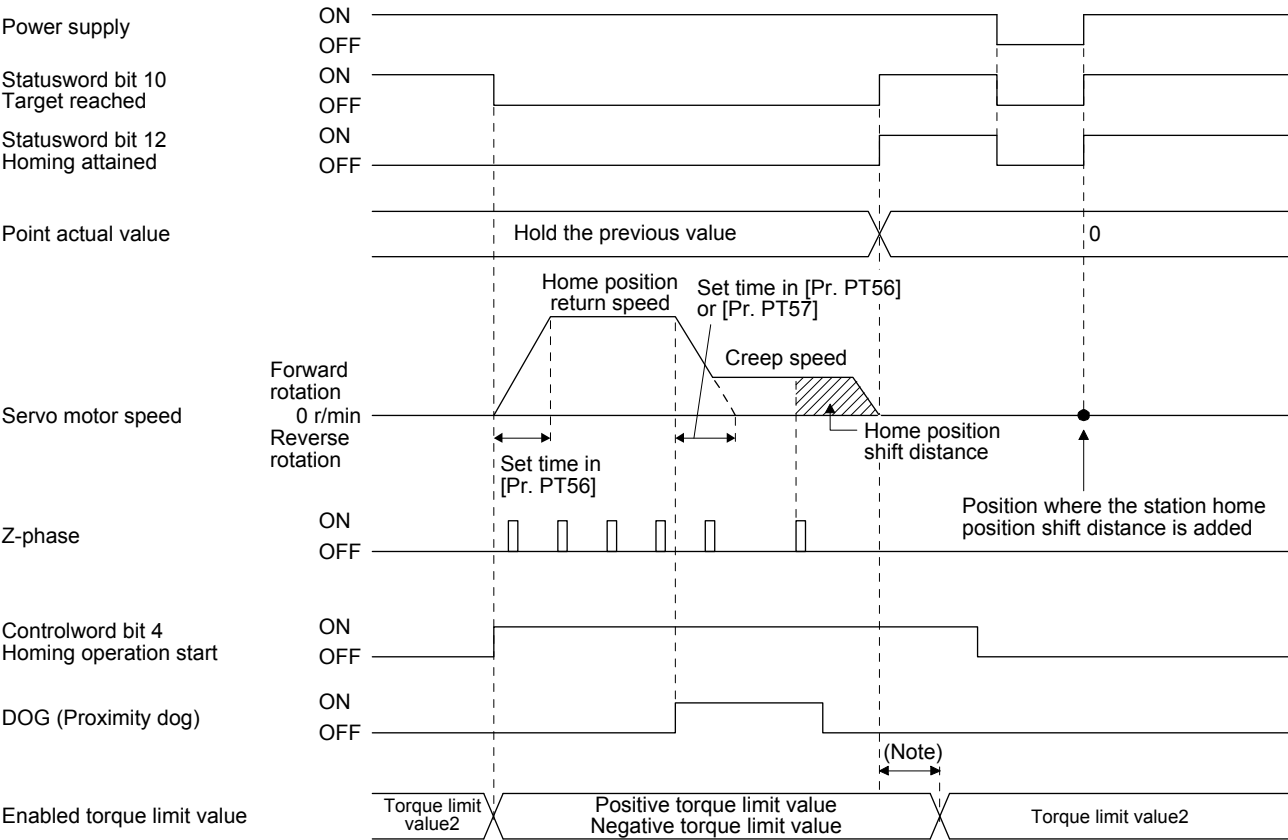 Power supply
ON
OFF
Statusword bit 10
Target reached
ON
OFF
Statusword bit 12
Homing attained
ON
OFF
Point actual value
Hold the previous value
0
Home position
return speed
Set time in [Pr. PT56]
or [Pr. PT57]
Creep speed
Servo motor speed
Forward
rotation
0 r/min
Reverse
rotation
Set time in
[Pr. PT56]
Home position
shift distance
Position where the station home
position shift distance is added
Z-phase
ON
OFF
Controlword bit 4
Homing operation start
ON
OFF
DOG (Proximity dog)
ON
OFF
(Note)
Enabled torque limit value
Torque limit
value2
Positive torque limit value
Negative torque limit value
Torque limit value2